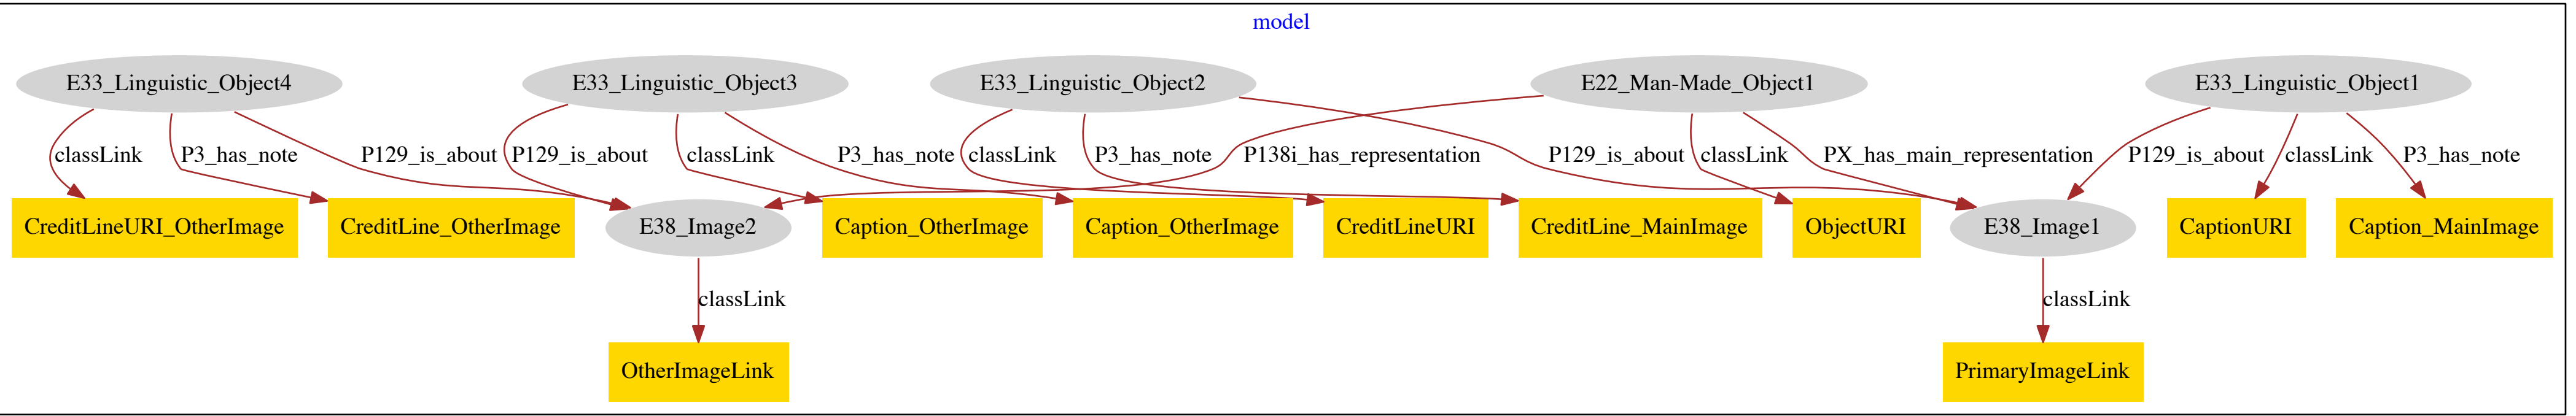 model
E33_Linguistic_Object4
E33_Linguistic_Object3
E33_Linguistic_Object2
E22_Man-Made_Object1
E33_Linguistic_Object1
classLink
P3_has_note
P129_is_about
P129_is_about
classLink
P3_has_note
classLink
P3_has_note
P138i_has_representation
P129_is_about
classLink
PX_has_main_representation
P129_is_about
classLink
P3_has_note
CreditLineURI_OtherImage
CreditLine_OtherImage
E38_Image2
Caption_OtherImage
Caption_OtherImage
CreditLineURI
CreditLine_MainImage
ObjectURI
E38_Image1
CaptionURI
Caption_MainImage
classLink
classLink
OtherImageLink
PrimaryImageLink